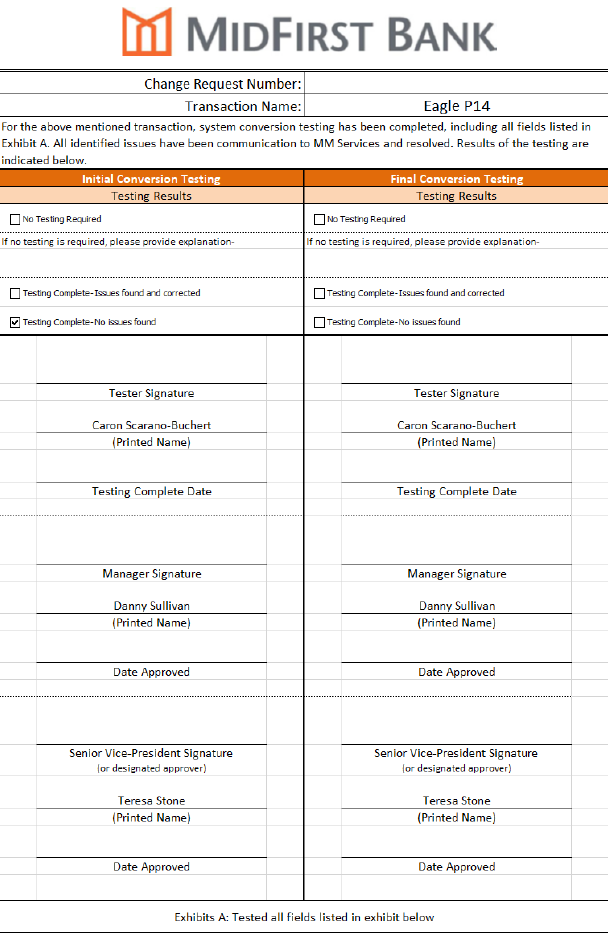 MIDFIRST BANK
Change Request Number:
Transaction Name: Eagle P14
For the above mentioned transaction, system conversion testing has been completed, including all fields listed in
Exhibit A. All identified issues have been communication to MM Services and resolved. Results of the testing are
indicated below.
Initial Conversion Testing Final Conversion Testing
Testing Results Testing Results
No Testing Required No Testing Required
If no testing is required, please provide explanation- If no testing is required, please provide explanation-
Testing Complete-Issues found and corrected Testing Complete-Issues found and corrected
Testing Complete-No issues found Testing Complete-No issues found
Tester Signature Tester Signature
Caron Scarano-Buchert Caron Scarano-Buchert
(Printed Name) (Printed Name)
Testing Complete Date Testing Complete Date
Manager Signature Manager Signature
Danny Sullivan Danny Sullivan
(Printed Name) (Printed Name)
Date Approved Date Approved
Senior Vice-President Signature Senior Vice-President Signature
(or designated approver) (or designated approver)
Teresa Stone Teresa Stone
(Printed Name) (Printed Name)
Date Approved Date Approved
Exhibits A: Tested all fields listed in exhibit below